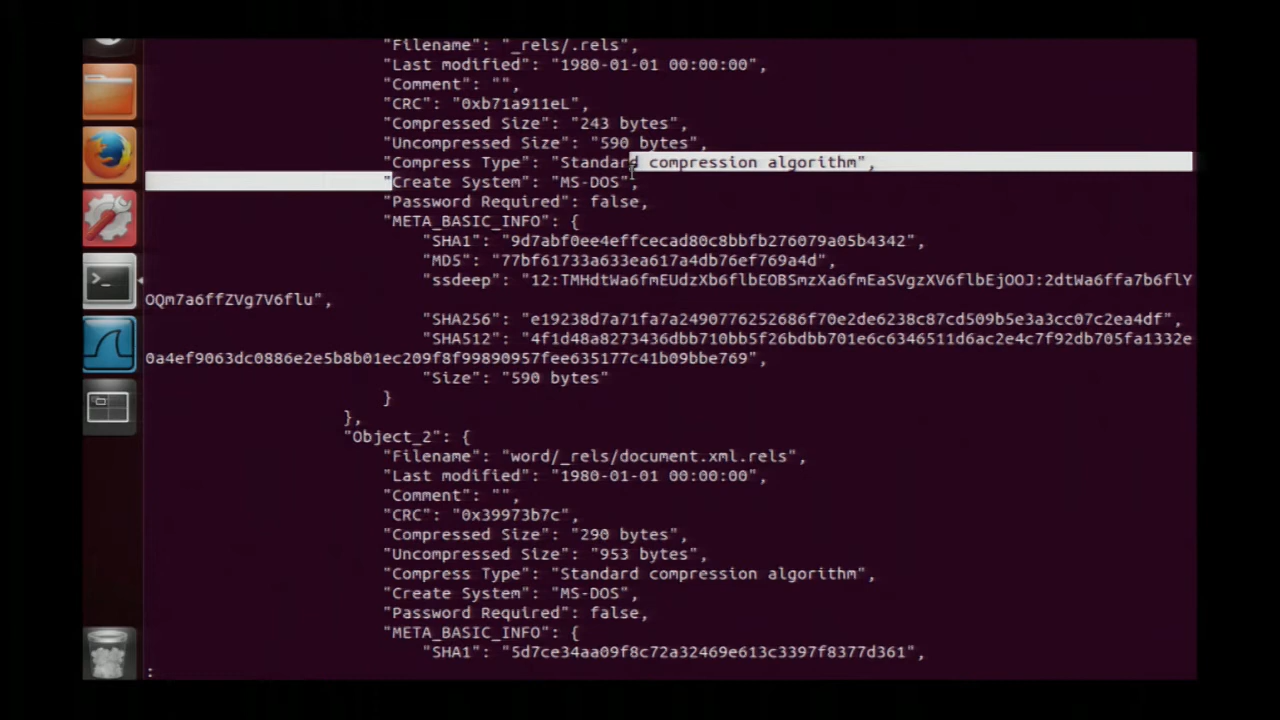 "Filename": "_rels/.rels",
"Last modified": "1980-01-01 00:00:00",
"Comment": "",
"CRC": "0xb71a911eL",
"Compressed Size": "243 bytes",
"Uncompressed Size": "590 bytes",
"Compress Type": "Standard compression algorithm",
"Create System": "MS-DOS",
"Password Required": false,
"META_BASIC_INFO": {
"SHA1": "9d7abf0ee4effcecad80c8bbfb276079a05b4342",
"MD5": "77bf61733a633ea617a4db76ef769a4d",
"ssdeep": "12:TMHdtWa6fmEUdzXb6flbEOBSmzXa6fmEaSVgzXV6flbEjOOJ:2dtWa6ffa7b6flY
OQm7a6ffZVg7V6flu",
"SHA256": "e19238d7a71fa7a2490776252686f70e2de6238c87cd509b5e3a3cc07c2ea4df",
"SHA512": "4f1d48a8273436dbb710bb5f26bdbb701e6c6346511d6ac2e4c7f92db705fa1332e
0a4ef9063dc0886e2e5b8b01ec209f8f99890957fee635177c41b09bbe769",
"Size": "590 bytes"
}
},
"Object_2": {
"Filename": "word/_rels/document.xml.rels",
"Last modified": "1980-01-01 00:00:00",
"Comment": "",
"CRC": "0x39973b7c",
"Compressed Size": "290 bytes",
"Uncompressed Size": "953 bytes",
"Compress Type": "Standard compression algorithm",
"Create System": "MS-DOS",
"Password Required": false,
"META_BASIC_INFO": {
"SHA1": "5d7ce34aa09f8c72a32469e613c3397f8377d361",
: